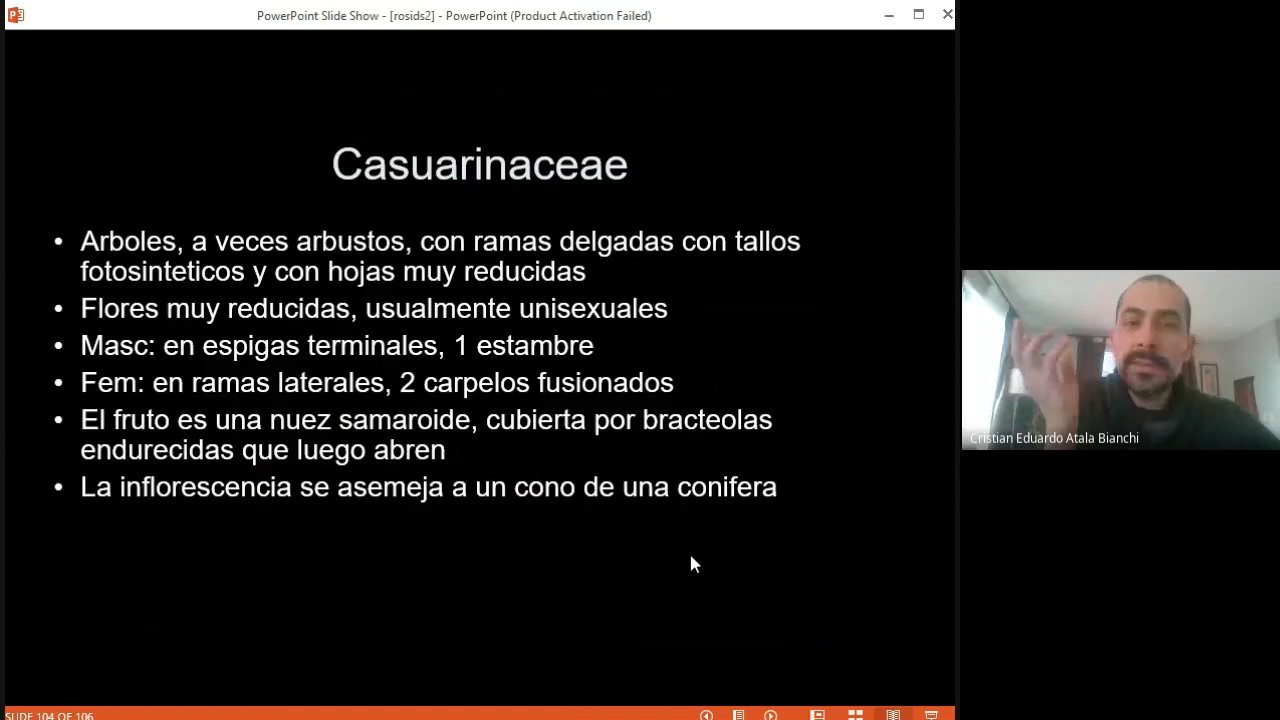 PowerPoint Slide Show - [rosids2] - PowerPoint (Product Activation Failed)
Casuarinaceae
• Arboles, a veces arbustos, con ramas delgadas con tallos
fotosinteticos y con hojas muy reducidas
• Flores muy reducidas, usualmente unisexuales
• Masc: en espigas terminales, 1 estambre
• Fem: en ramas laterales, 2 carpelos fusionados
• El fruto es una nuez samaroide, cubierta por bracteolas
endurecidas que luego abren
• La inflorescencia se asemeja a un cono de una conifera
Cristian Eduardo Atala Bianchi
SLIDE 104 OF 106